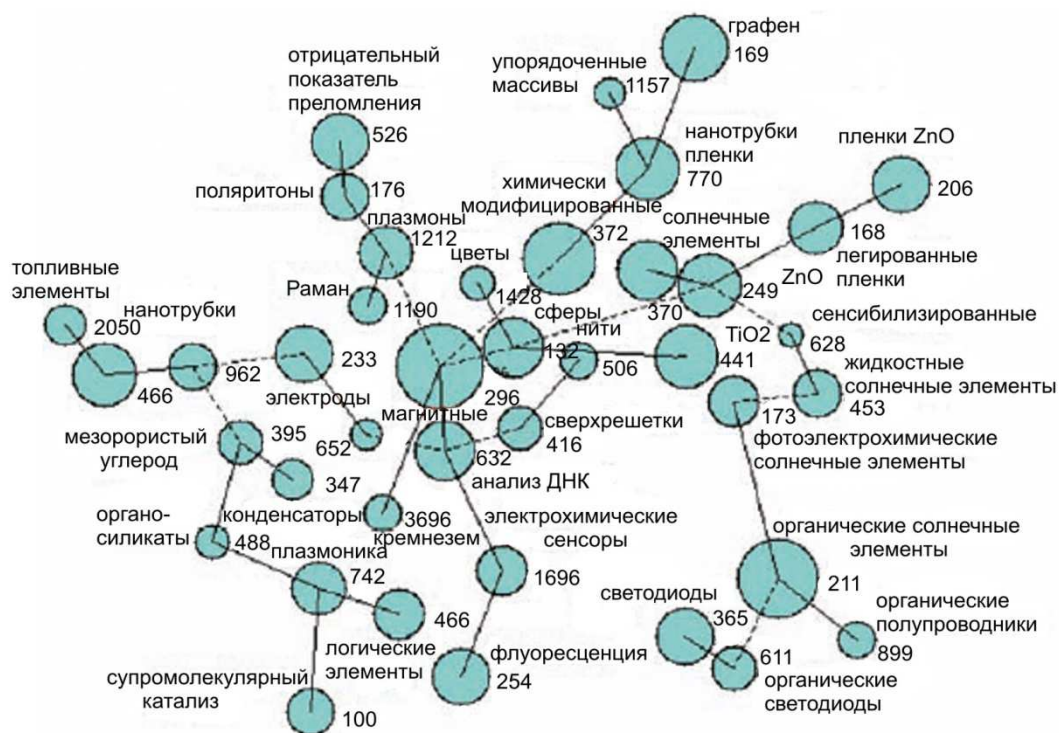 графен
169
отрицательный
показатель
преломления
526
упорядоченные
массивы
1157
нанотрубки
пленки
770
пленки ZnO
206
поляритоны
176
химически
модифицированные
372
плазмоны
1212
солнечные
элементы
370
168
легированные
пленки
ZnO
249
цветы
1428
Раман
1190
сферы
132
нити
506
TiO2
441
сенсибилизированные
628
топливные
элементы
2050
нанотрубки
466
962
233
электроды
652
магнитные
296
жидкостные
солнечные элементы
453
173
фотоэлектрохимические
солнечные элементы
мезорористый
углерод
395
347
сверхрешетки
416
632
анализ ДНК
органо-
силикаты
488
конденсаторы
3696
кремнезем
электрохимические
сенсоры
1696
плазмоника
742
466
логические
элементы
органические солнечные
элементы
211
светодиоды
365
органические
полупроводники
899
611
органические
светодиоды
флуоресценция
254
супромолекулярный
катализ
100